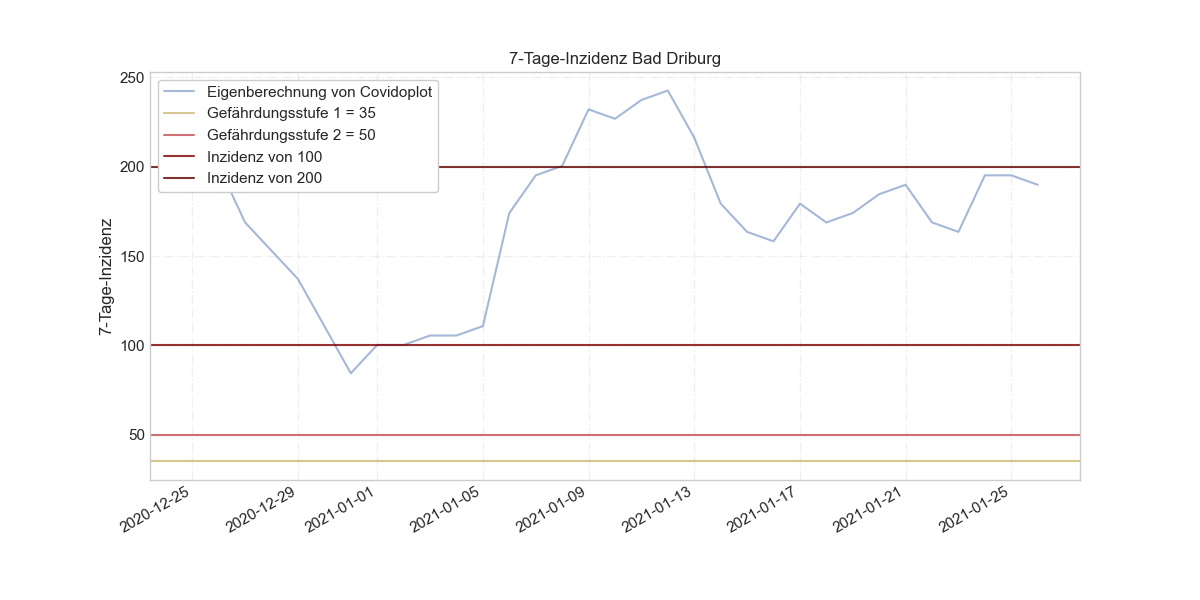 7-Tage-Inzidenz Bad Driburg
Eigenberechnung von Covidoplot
Gefährdungsstufe 1 = 35
Gefährdungsstufe 2 = 50
Inzidenz von 100
Inzidenz von 200
7-Tage-Inzidenz
250
200
150
100
50
2020-12-25
2020-12-29
2021-01-01
2021-01-05
2021-01-09
2021-01-13
2021-01-17
2021-01-21
2021-01-25